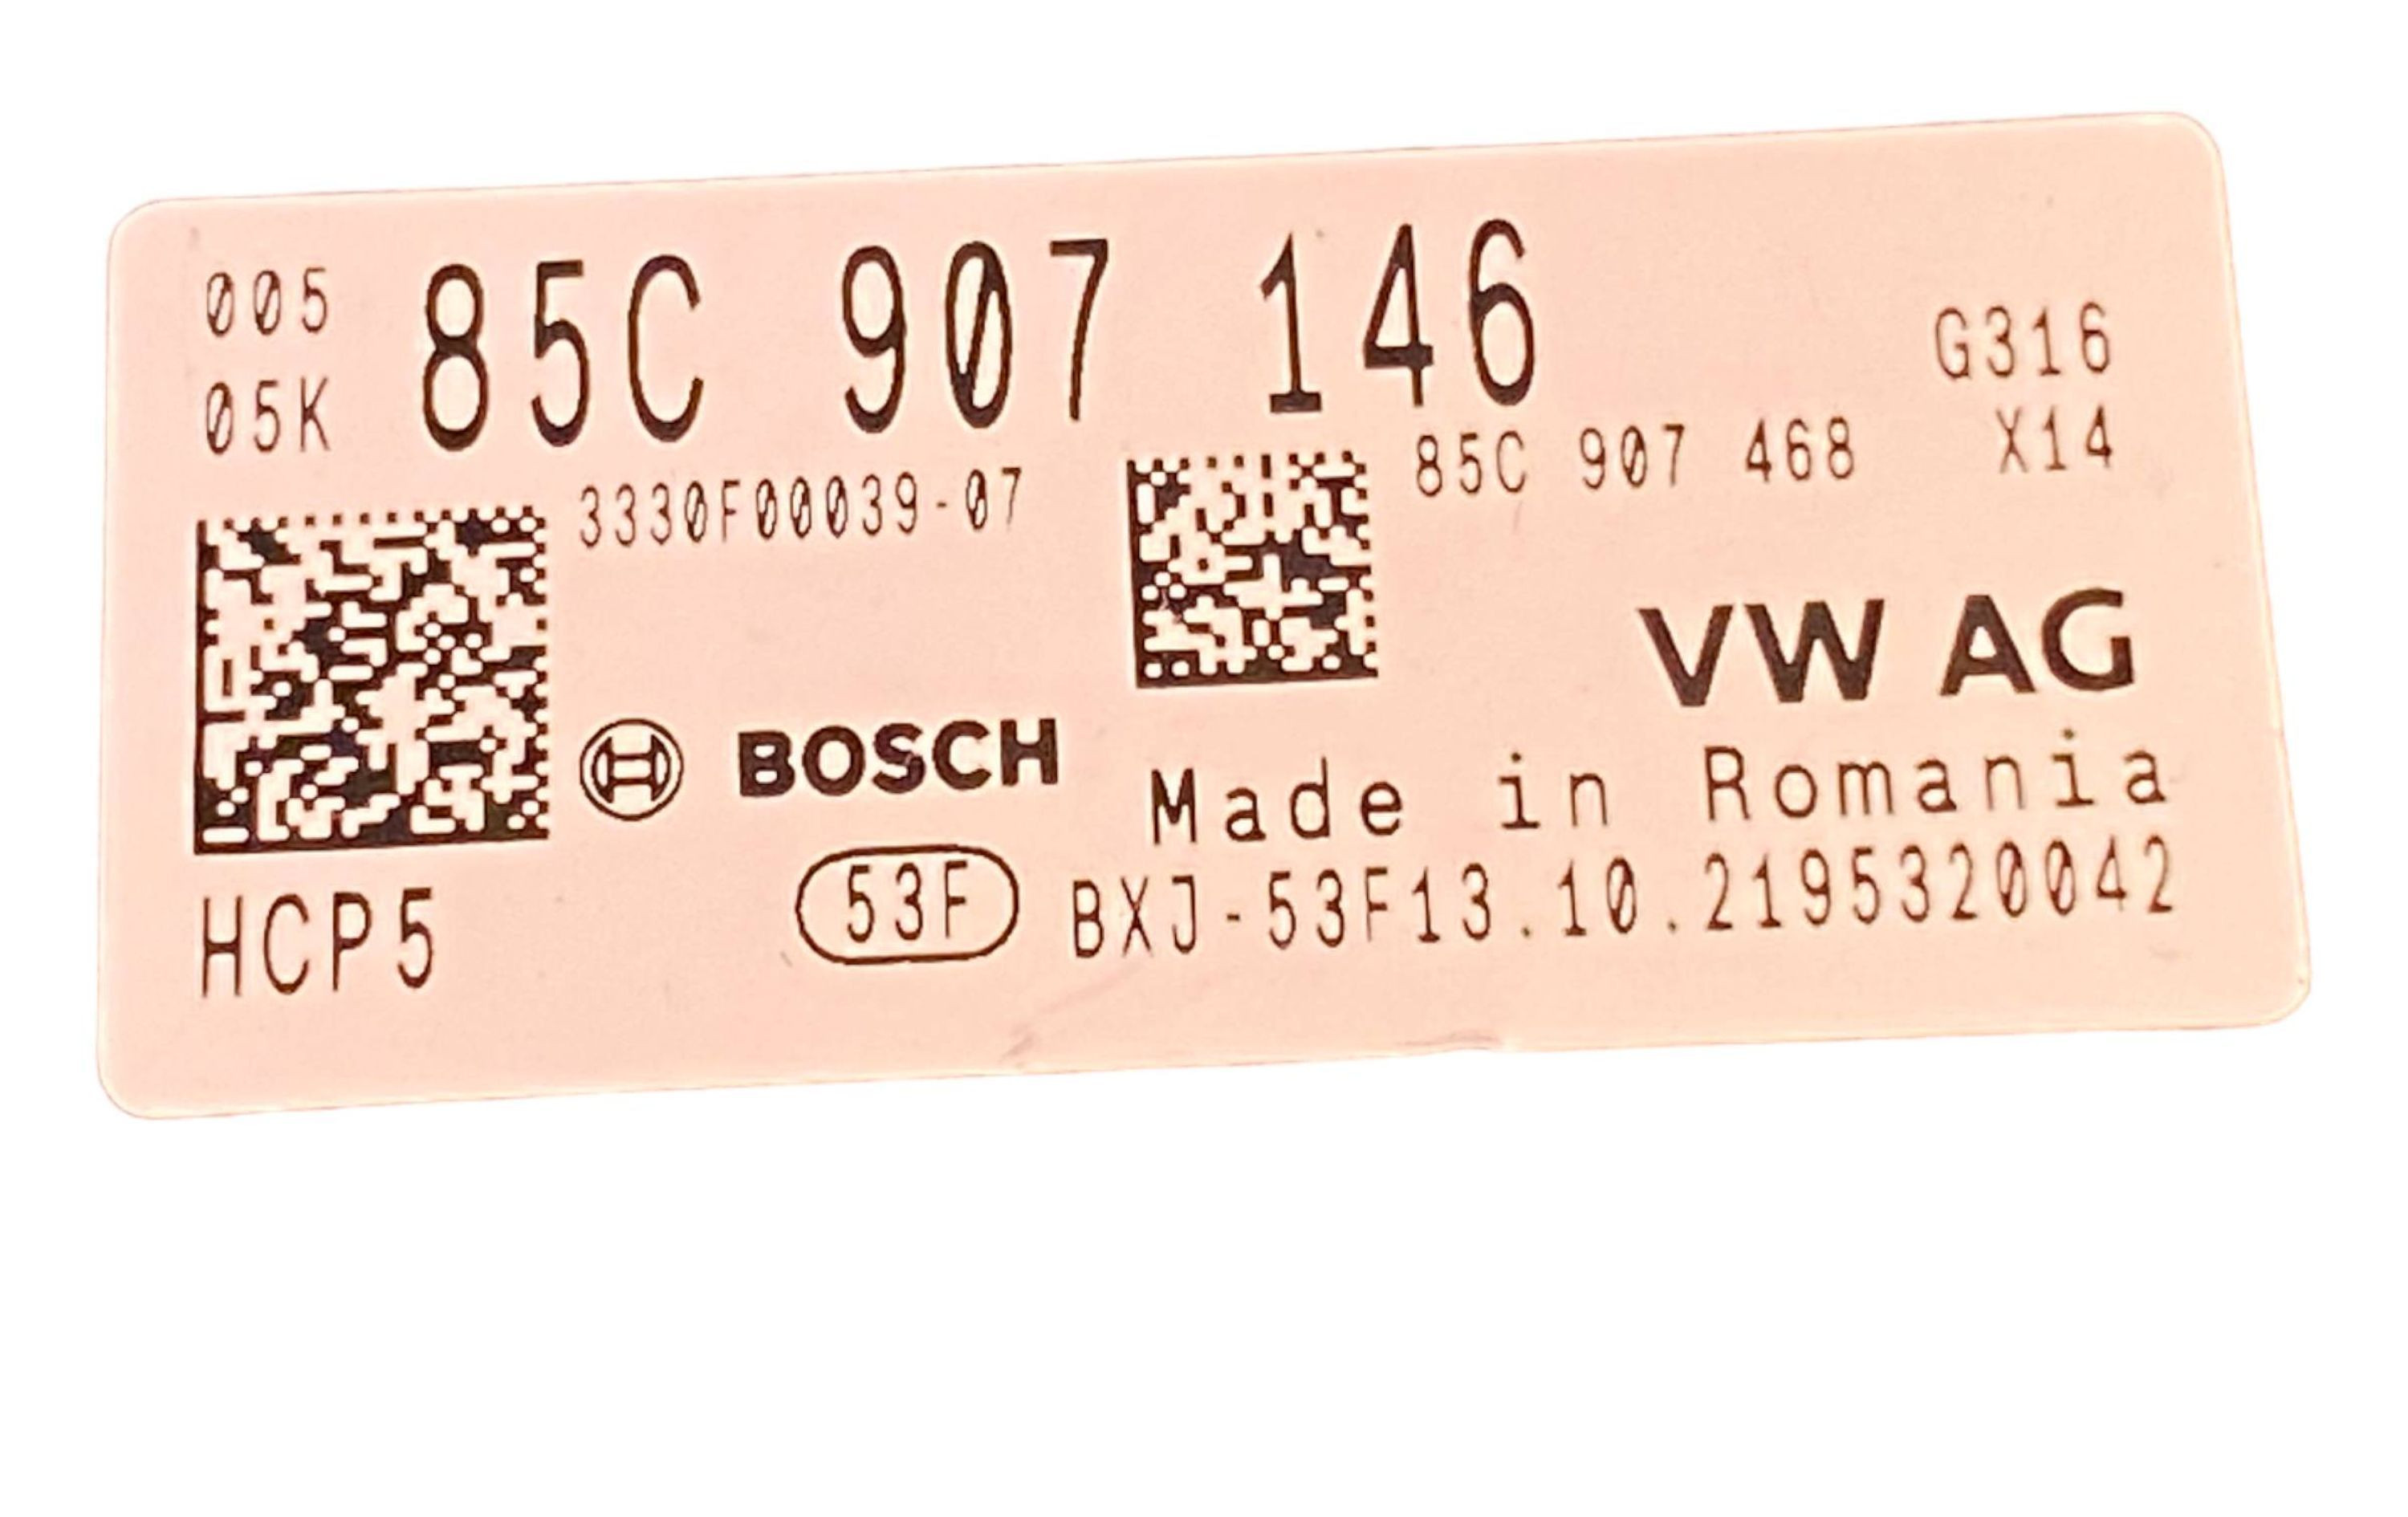 005 85C 907 146
G316
05K
85C 907 468 X14
3330F00039-07
VW AG
BOSCH
Made in Romania
HCP5 53F BXJ-53F13.10.2195320042